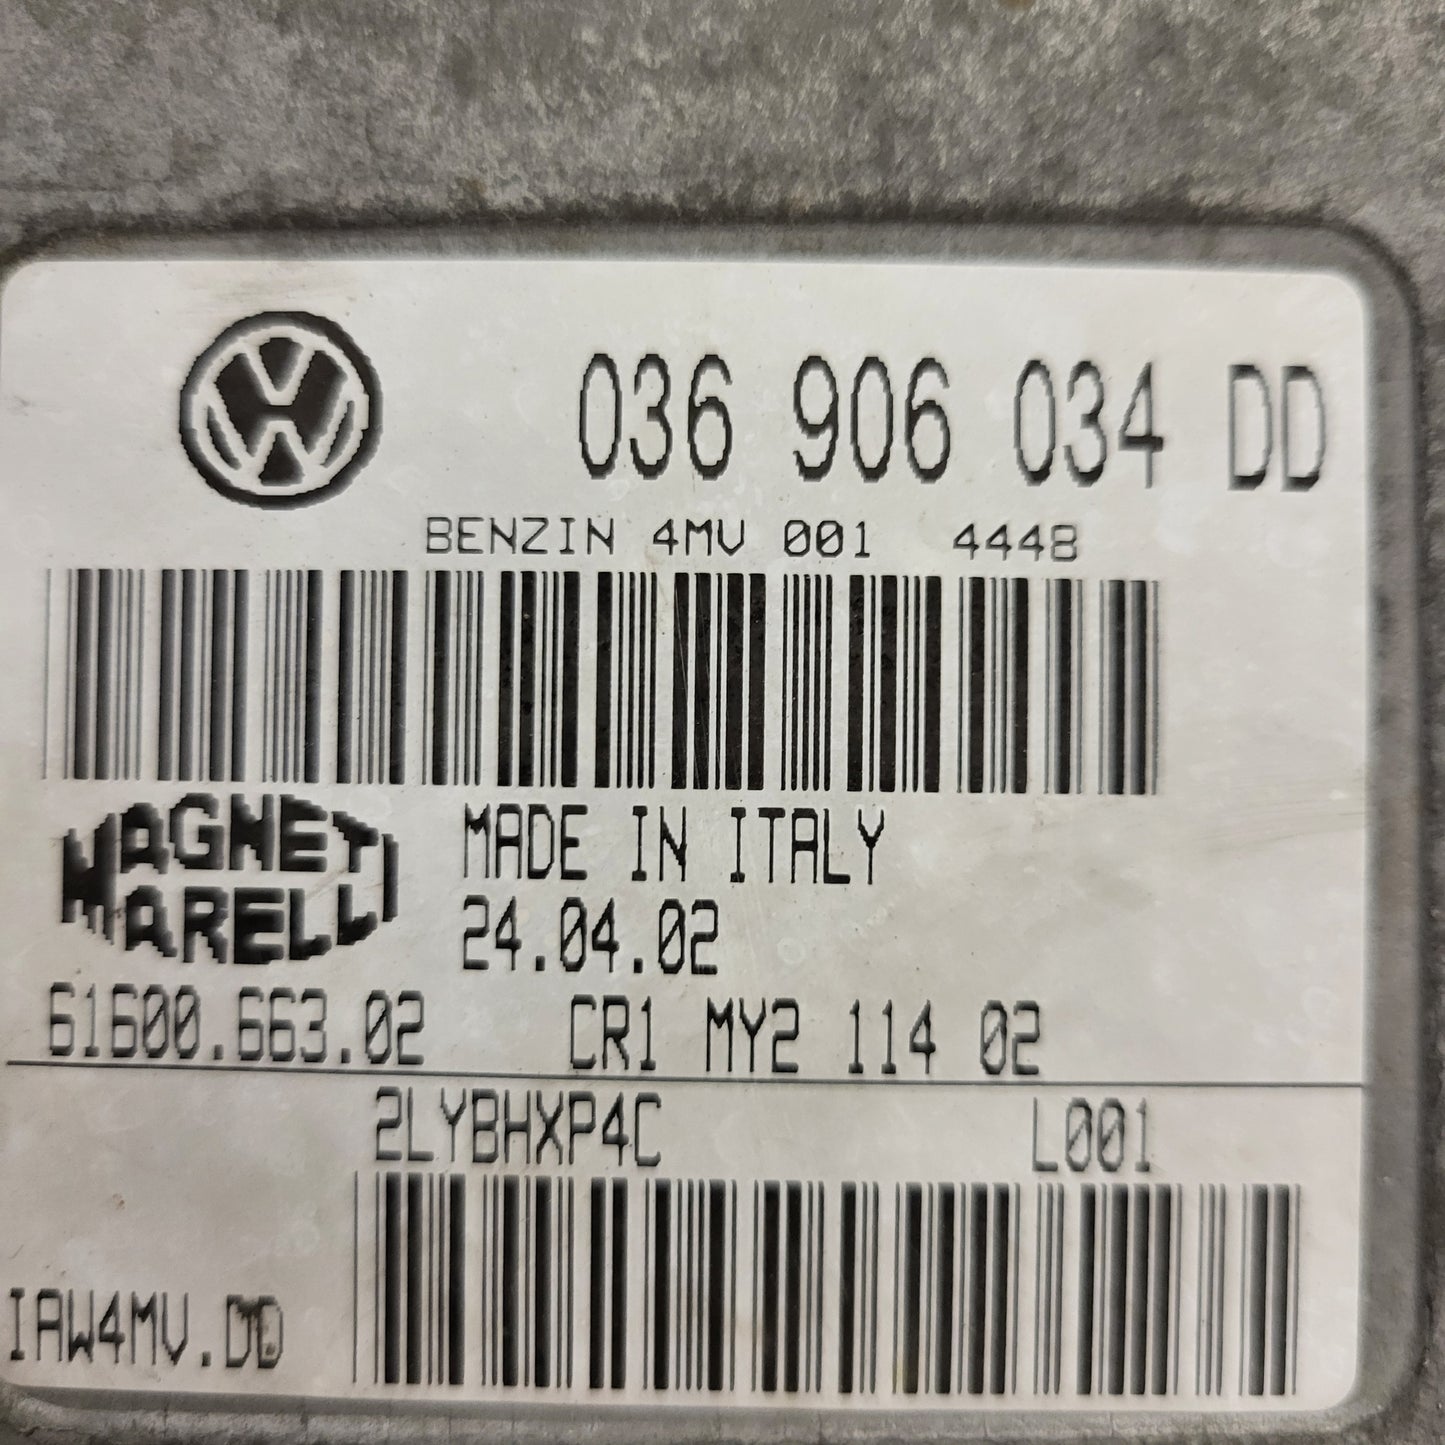 036 906 034 DD
BENZIN 4MV 001 4448
MAGNETI MARELLI
MADE IN ITALY
24.04.02
61600.663.02 CR1 MY2 114 02
2LYBHXP4C L001
IAW4MV.DD